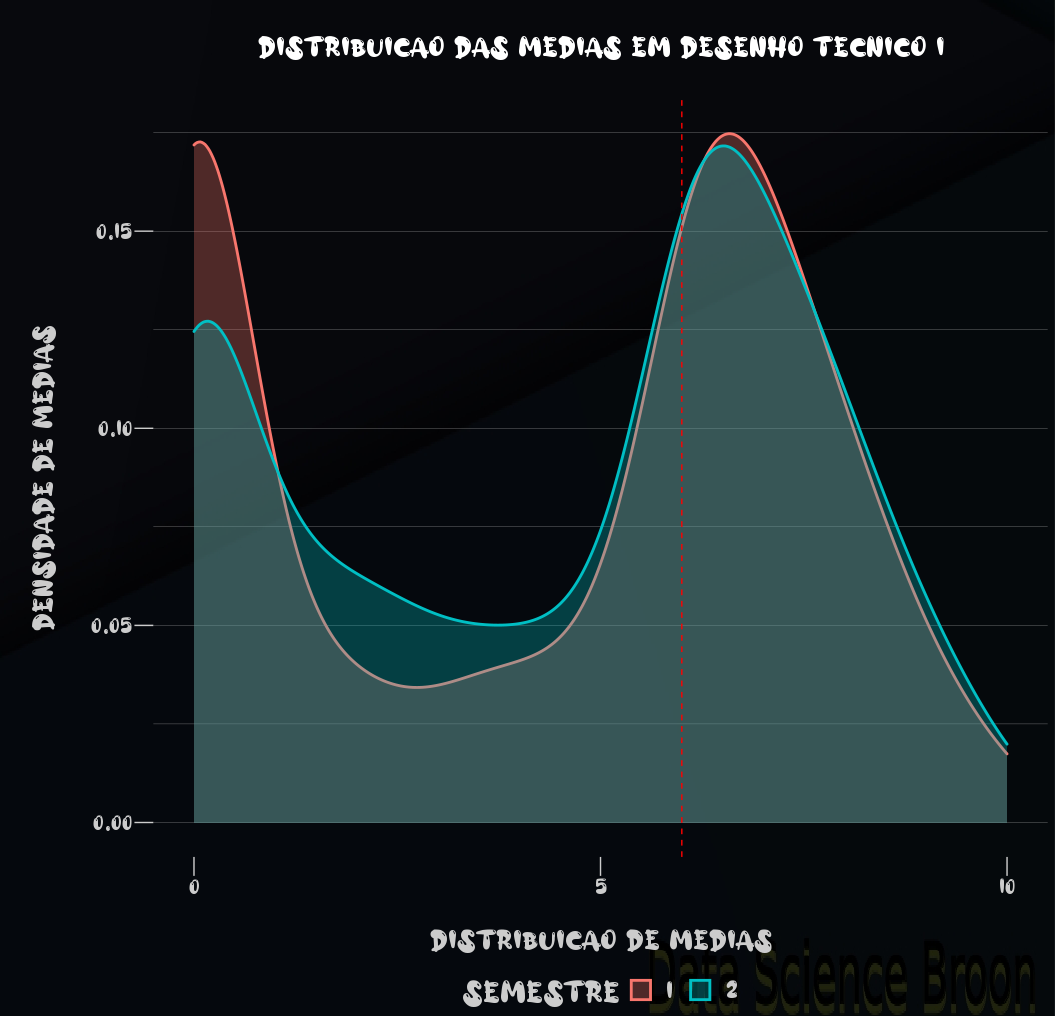 DISTRIBUICAO DAS MEDIAS EM DESENHO TECNICO I
DENSIDADE DE MEDIAS
0.15
0.10
0.05
0.00
0 5 10
DISTRIBUICAO DE MEDIAS
SEMESTRE 1 2
Data Science Broon